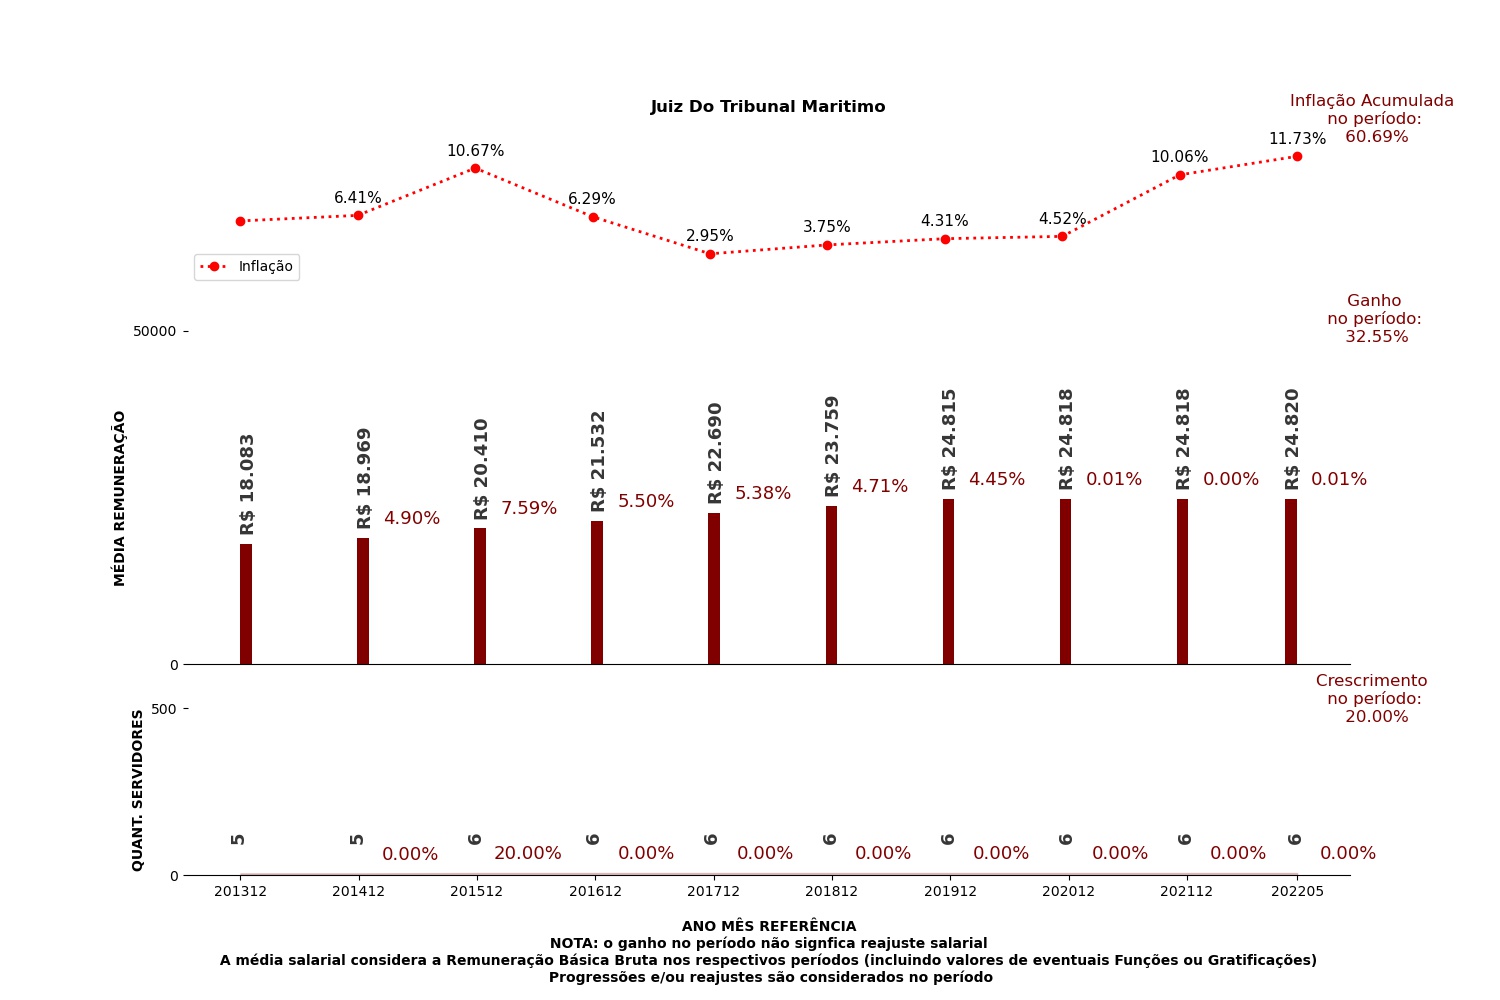 Juiz Do Tribunal Maritimo
Inflação Acumulada
no período:
60.69%
6.41%
10.67%
6.29%
2.95%
3.75%
4.31%
4.52%
10.06%
11.73%
Inflação
Ganho
no período:
32.55%
MÉDIA REMUNERAÇÃO
50000
0
R$ 18.083
R$ 18.969
R$ 20.410
R$ 21.532
R$ 22.690
R$ 23.759
R$ 24.815
R$ 24.818
R$ 24.818
R$ 24.820
4.90%
7.59%
5.50%
5.38%
4.71%
4.45%
0.01%
0.00%
0.01%
Crescrimento
no período:
20.00%
QUANT. SERVIDORES
500
0
5
5
6
6
6
6
6
6
6
6
0.00%
20.00%
0.00%
0.00%
0.00%
0.00%
0.00%
0.00%
0.00%
201312
201412
201512
201612
201712
201812
201912
202012
202112
202205
ANO MÊS REFERÊNCIA
NOTA: o ganho no período não signfica reajuste salarial
A média salarial considera a Remuneração Básica Bruta nos respectivos períodos (incluindo valores de eventuais Funções ou Gratificações)
Progressões e/ou reajustes são considerados no período